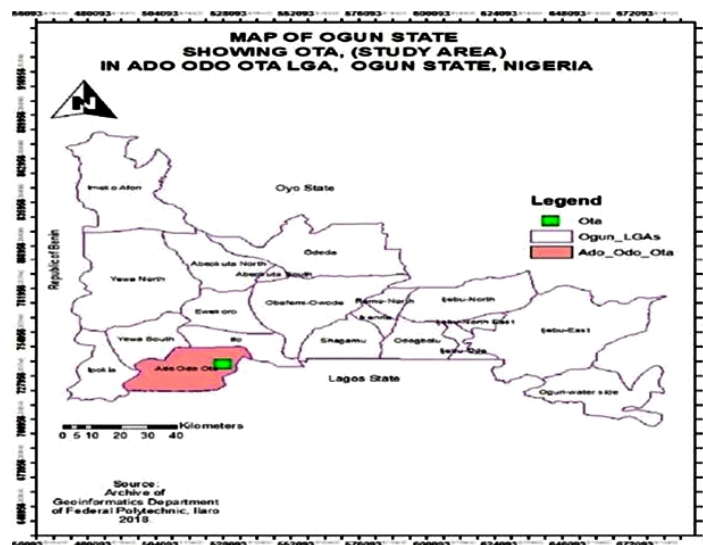 MAP OF OGUN STATE
SHOWING OTA, (STUDY AREA)
IN ADO ODO OTA LGA, OGUN STATE, NIGERIA
N
Imeko Afon
Oyo State
Legend
Ota
Ogun_LGAs
Ado_Odo_Ota
Republic of Benin
Odeda
Abeokuta North
Abeokuta South
Yewa North
Ewekoro
Obafemi-Owode
Remo-North
Ikenne
Ijebu-North
Ijebu-North East
Ijebu-East
Yewa South
Ifo
Shagamu
Odogbolu
Ijebu-Ode
Ipokia
Ado Odo Ota
Lagos State
Ogun-water side
0 5 10 20 30 40
Kilometers
Source:
Archive of
Geoinformatics Department
of Federal Polytechnic, Ilaro
2018.